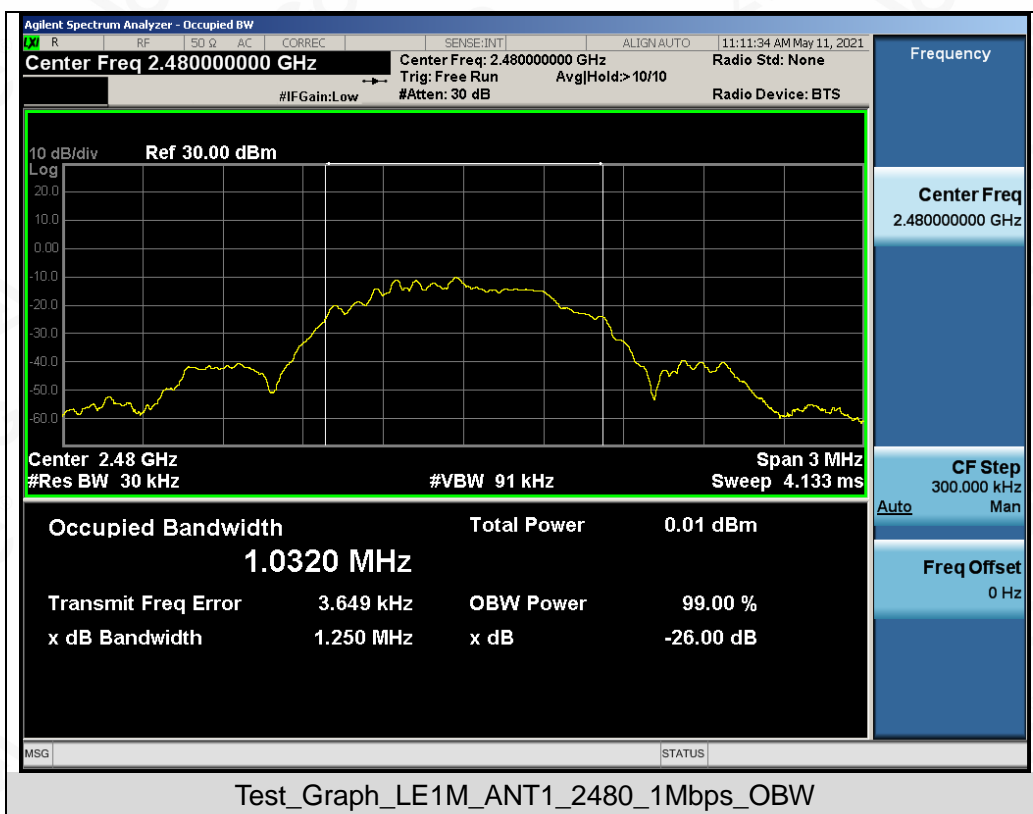 Agilent Spectrum Analyzer - Occupied BW
LXI R RF 50 Ω AC CORREC SENSE:INT ALIGN AUTO 11:11:34 AM May 11, 2021
Center Freq 2.480000000 GHz Center Freq: 2.480000000 GHz Radio Std: None
Trig: Free Run Avg|Hold:>10/10
#IFGain:Low #Atten: 30 dB Radio Device: BTS
10 dB/div Ref 30.00 dBm
Log
20.0
10.0
0.00
-10.0
-20.0
-30.0
-40.0
-50.0
-60.0
Center 2.48 GHz Span 3 MHz
#Res BW 30 kHz #VBW 91 kHz Sweep 4.133 ms
Occupied Bandwidth Total Power 0.01 dBm
1.0320 MHz
Transmit Freq Error 3.649 kHz OBW Power 99.00 %
x dB Bandwidth 1.250 MHz x dB -26.00 dB
MSG STATUS
Frequency
Center Freq
2.480000000 GHz
CF Step
300.000 kHz
Auto Man
Freq Offset
0 Hz
Test_Graph_LE1M_ANT1_2480_1Mbps_OBW